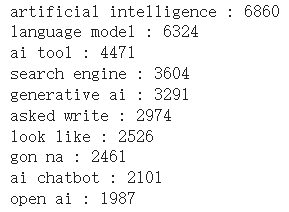 artificial intelligence : 6860
language model : 6324
ai tool : 4471
search engine : 3604
generative ai : 3291
asked write : 2974
look like : 2526
gon na : 2461
ai chatbot : 2101
open ai : 1987